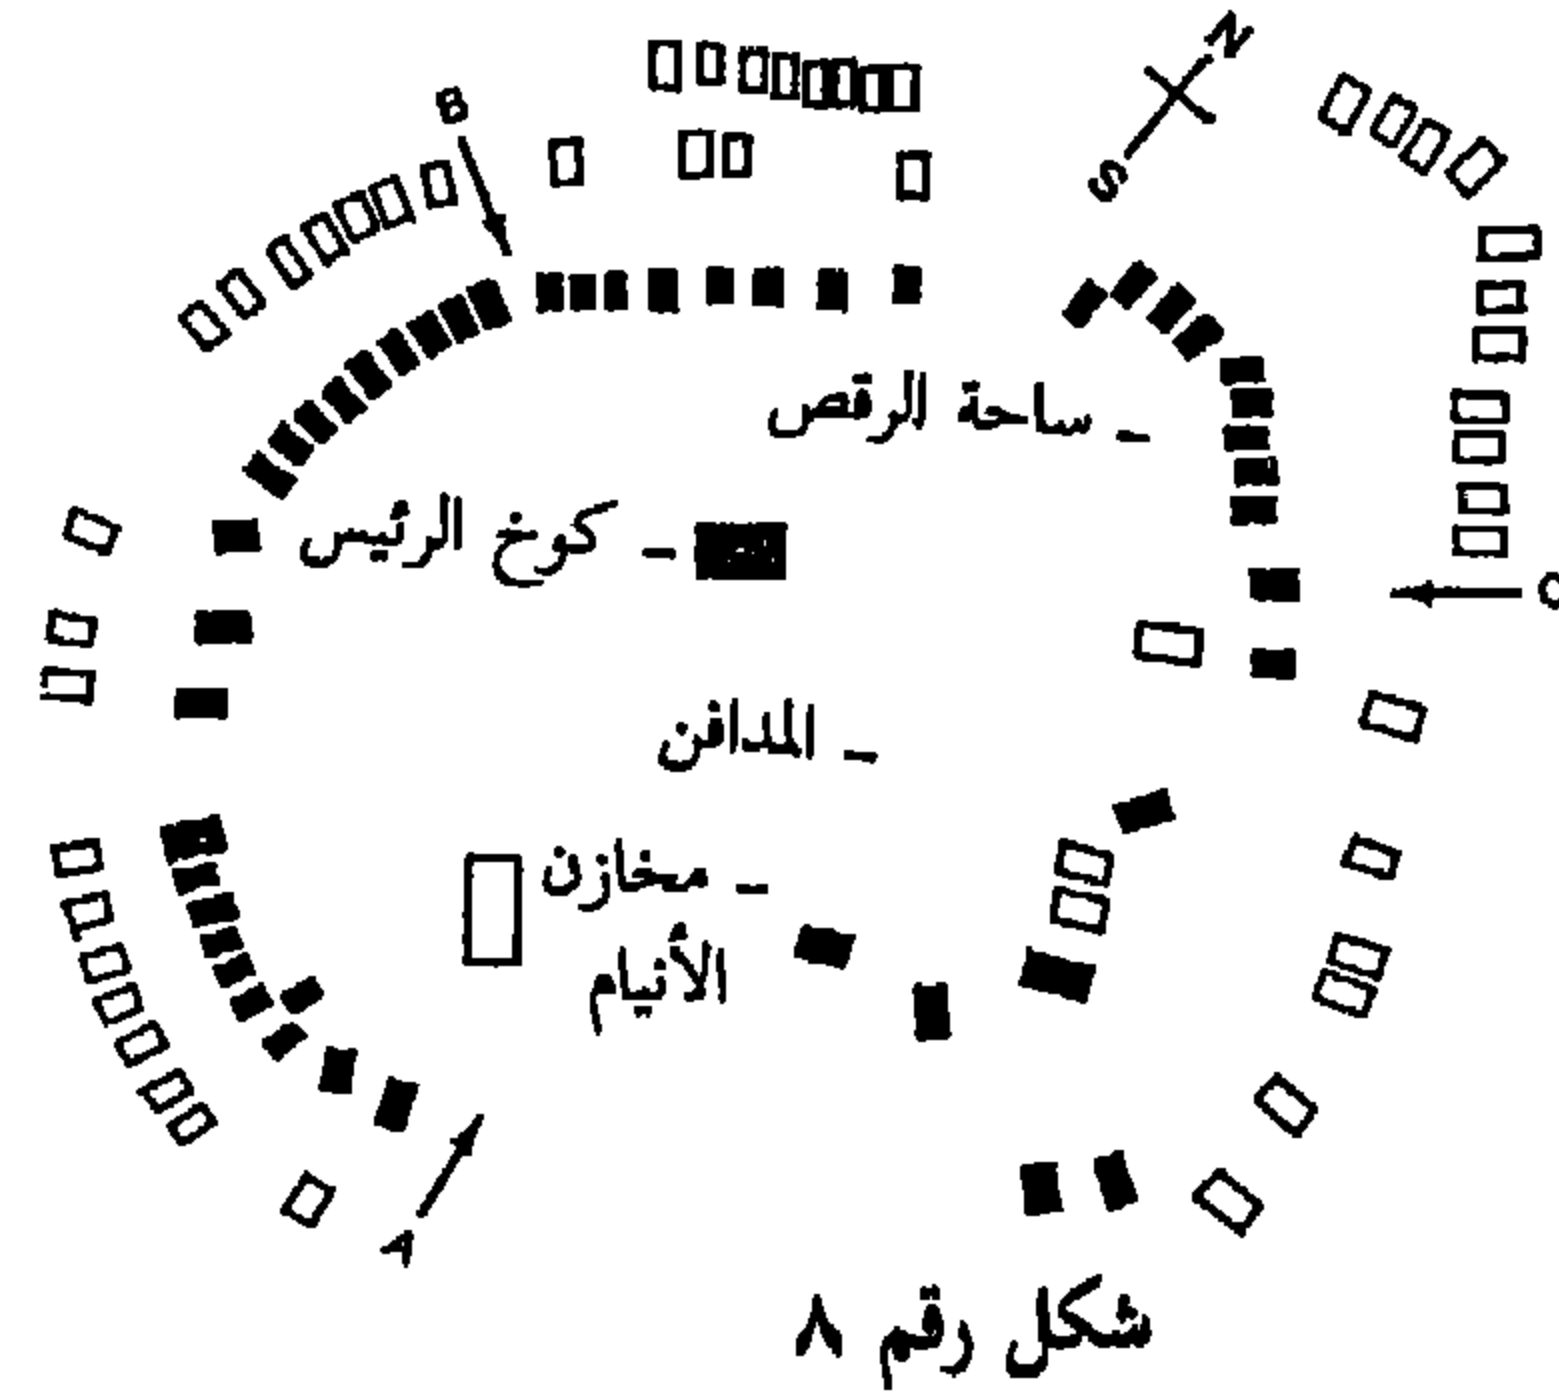 B
N
S
ساحة الرقص -
كوخ الرئيس -
C
المدافن -
مخازن -
الأنيام
A
شكل رقم ٨